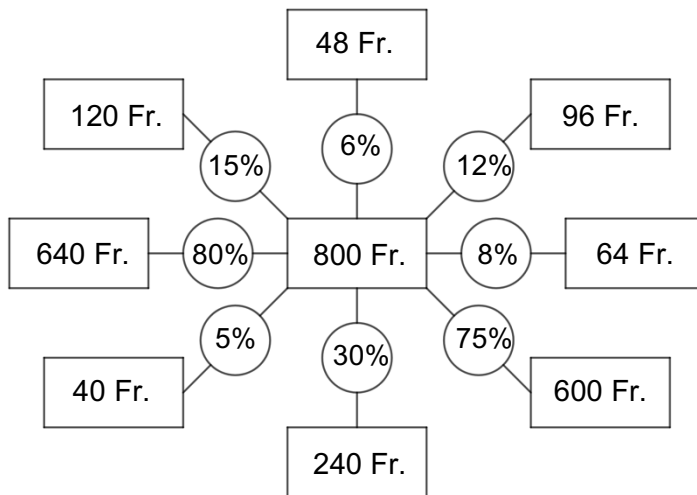 48 Fr.
120 Fr.
96 Fr.
6%
15%
12%
640 Fr.
80%
800 Fr.
8%
64 Fr.
5%
30%
75%
40 Fr.
600 Fr.
240 Fr.